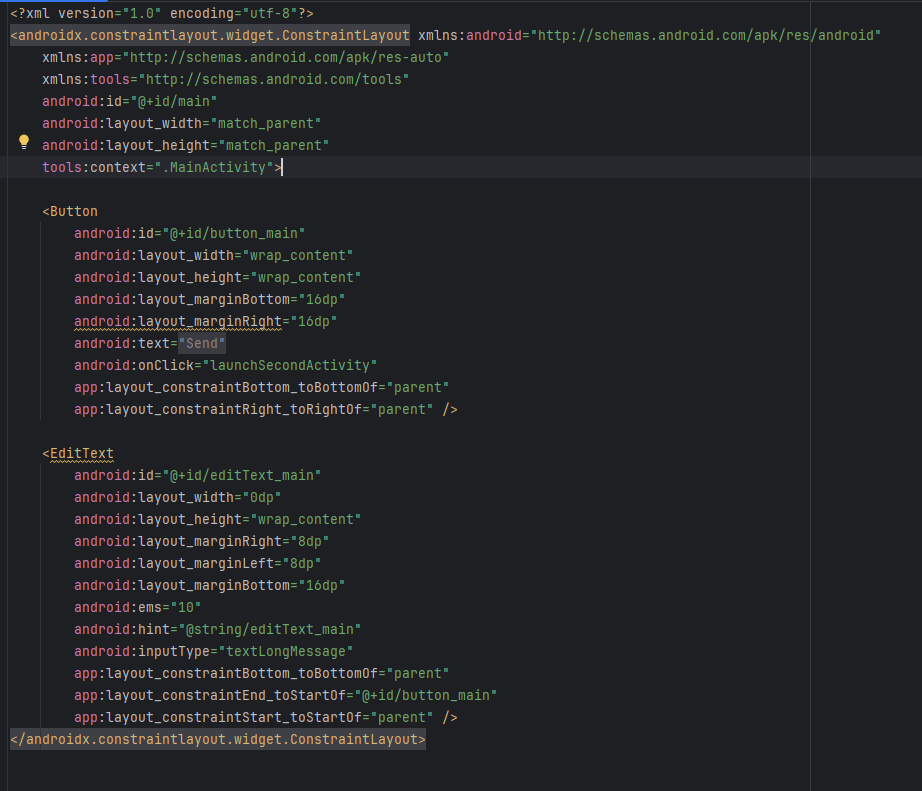 <?xml version="1.0" encoding="utf-8"?>
<androidx.constraintlayout.widget.ConstraintLayout xmlns:android="http://schemas.android.com/apk/res/android"
    xmlns:app="http://schemas.android.com/apk/res-auto"
    xmlns:tools="http://schemas.android.com/tools"
    android:id="@+id/main"
    android:layout_width="match_parent"
    android:layout_height="match_parent"
    tools:context=".MainActivity">

    <Button
        android:id="@+id/button_main"
        android:layout_width="wrap_content"
        android:layout_height="wrap_content"
        android:layout_marginBottom="16dp"
        android:layout_marginRight="16dp"
        android:text="Send"
        android:onClick="launchSecondActivity"
        app:layout_constraintBottom_toBottomOf="parent"
        app:layout_constraintRight_toRightOf="parent" />

    <EditText
        android:id="@+id/editText_main"
        android:layout_width="0dp"
        android:layout_height="wrap_content"
        android:layout_marginRight="8dp"
        android:layout_marginLeft="8dp"
        android:layout_marginBottom="16dp"
        android:ems="10"
        android:hint="@string/editText_main"
        android:inputType="textLongMessage"
        app:layout_constraintBottom_toBottomOf="parent"
        app:layout_constraintEnd_toStartOf="@+id/button_main"
        app:layout_constraintStart_toStartOf="parent" />
</androidx.constraintlayout.widget.ConstraintLayout>